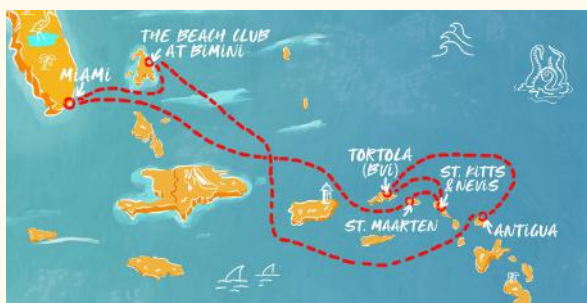 THE BEACH CLUB
AT BIMINI
MIAMI
TORTOLA
(BVI)
ST. KITTS
& NEVIS
ST. MAARTEN
ANTIGUA